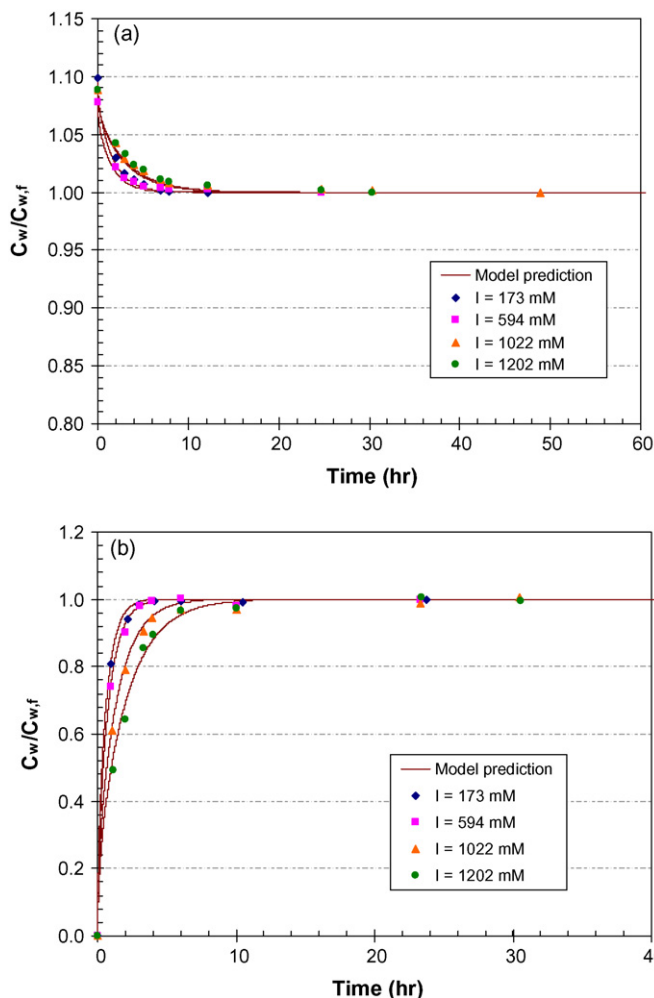 (a)
1.15
1.10
1.05
1.00
0.95
0.90
0.85
0.80
Cw/Cw,f
Model prediction
I = 173 mM
I = 594 mM
I = 1022 mM
I = 1202 mM
0 10 20 30 40 50 60
Time (hr)
(b)
1.2
1.0
0.8
0.6
0.4
0.2
0.0
Cw/Cw,f
Model prediction
I = 173 mM
I = 594 mM
I = 1022 mM
I = 1202 mM
0 10 20 30 4
Time (hr)